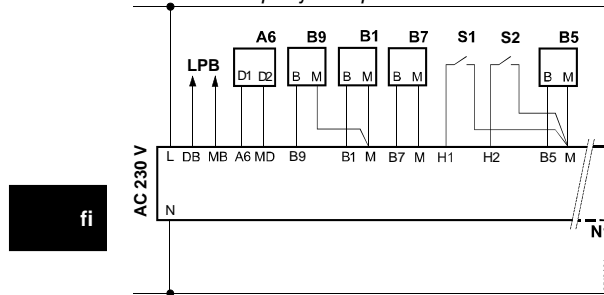 A6 B9 B1 B7 S1 S2 B5
LPB
D1 D2 B M B M B M B M
L DB MB A6 MD B9 B1 M B7 M H1 H2 B5 M
AC 230 V
N
fi